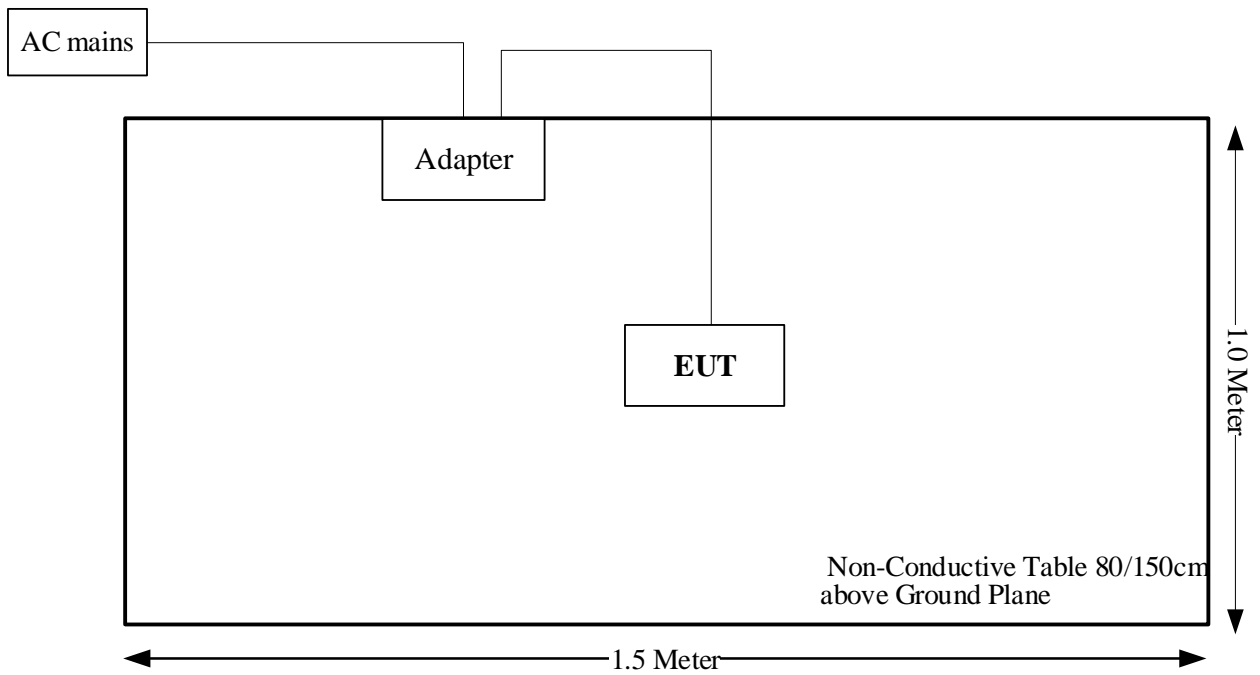 AC mains
Adapter
EUT
1.0 Meter
Non-Conductive Table 80/150cm
above Ground Plane
1.5 Meter